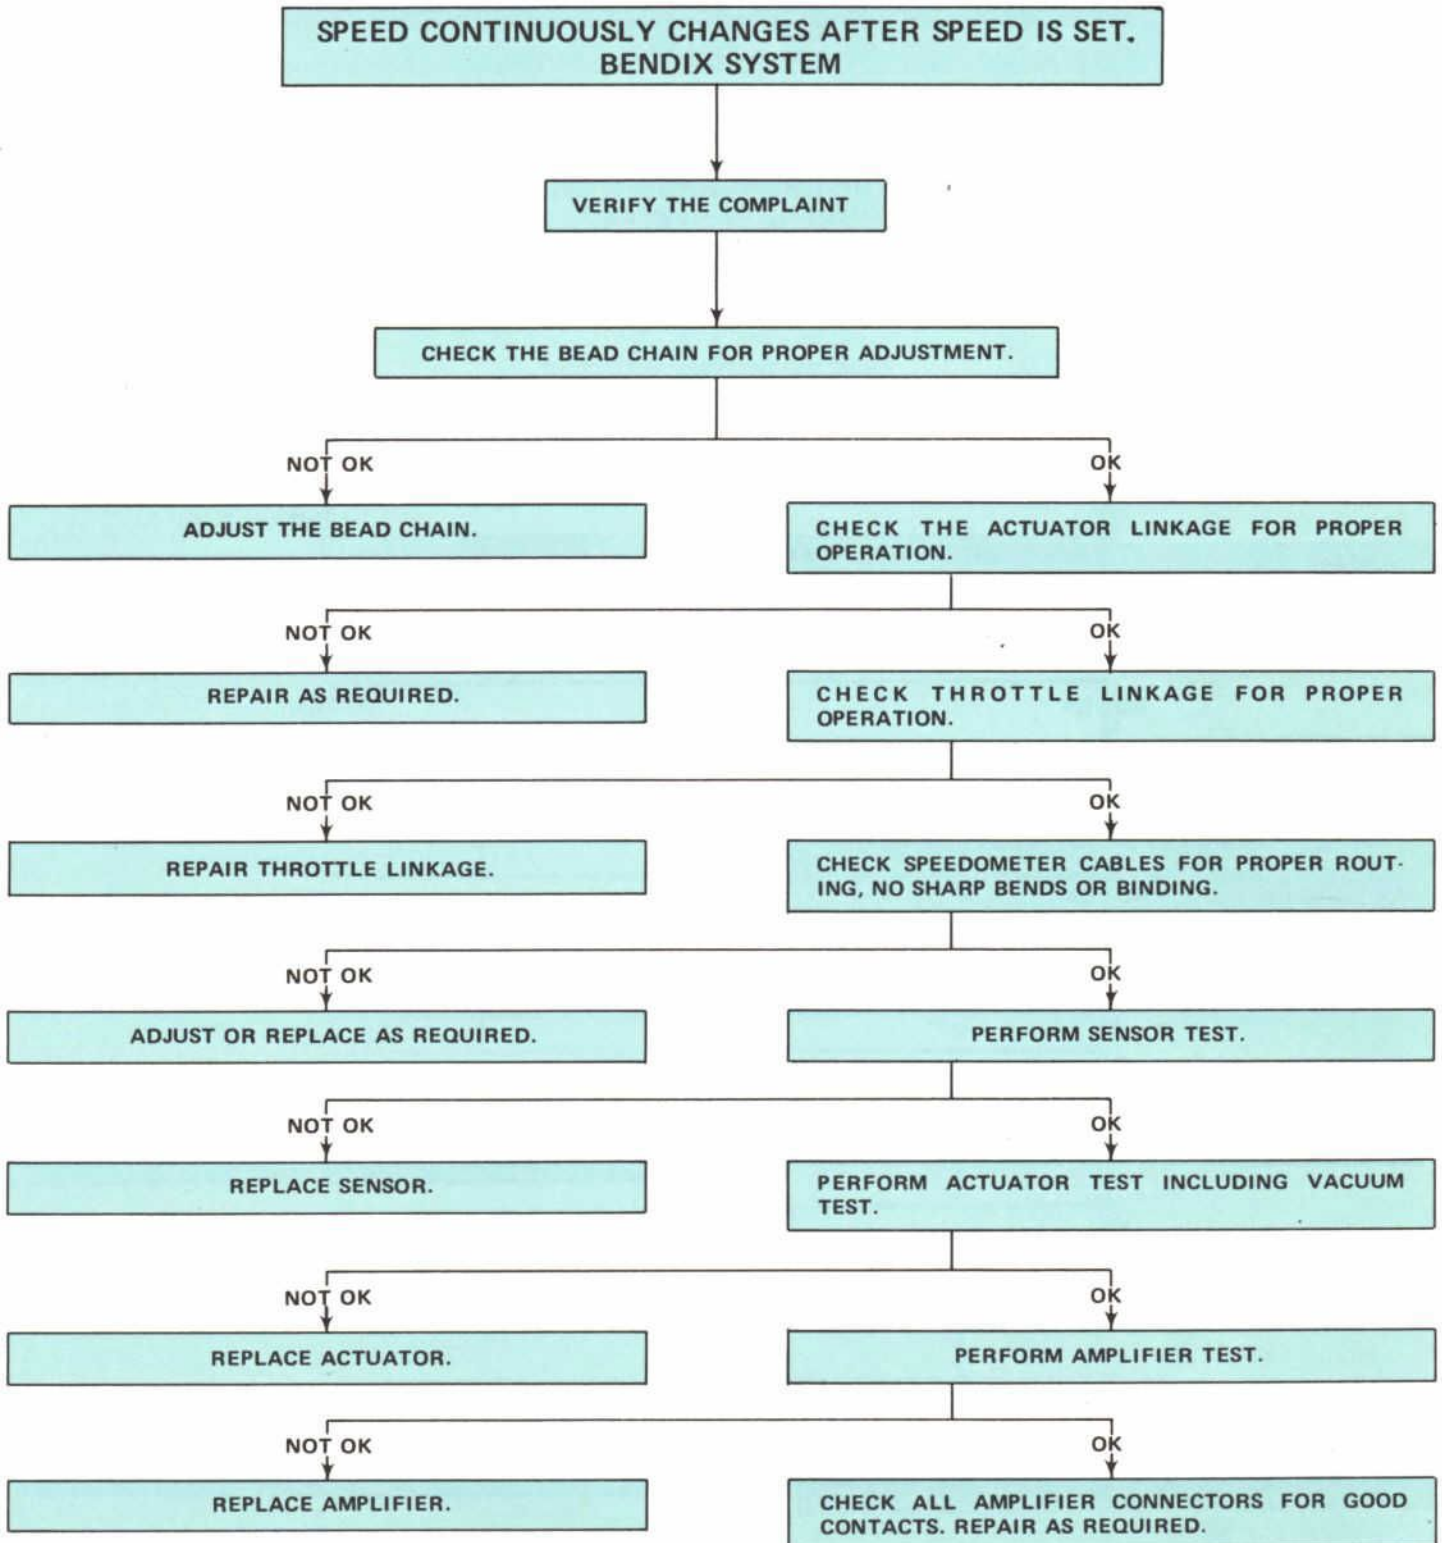 SPEED CONTINUOUSLY CHANGES AFTER SPEED IS SET.
BENDIX SYSTEM
VERIFY THE COMPLAINT
CHECK THE BEAD CHAIN FOR PROPER ADJUSTMENT.
NOT OK
OK
ADJUST THE BEAD CHAIN.
CHECK THE ACTUATOR LINKAGE FOR PROPER
OPERATION.
NOT OK
OK
REPAIR AS REQUIRED.
CHECK THROTTLE LINKAGE FOR PROPER
OPERATION.
NOT OK
OK
REPAIR THROTTLE LINKAGE.
CHECK SPEEDOMETER CABLES FOR PROPER ROUT-
ING, NO SHARP BENDS OR BINDING.
NOT OK
OK
ADJUST OR REPLACE AS REQUIRED.
PERFORM SENSOR TEST.
NOT OK
OK
REPLACE SENSOR.
PERFORM ACTUATOR TEST INCLUDING VACUUM
TEST.
NOT OK
OK
REPLACE ACTUATOR.
PERFORM AMPLIFIER TEST.
NOT OK
OK
REPLACE AMPLIFIER.
CHECK ALL AMPLIFIER CONNECTORS FOR GOOD
CONTACTS. REPAIR AS REQUIRED.